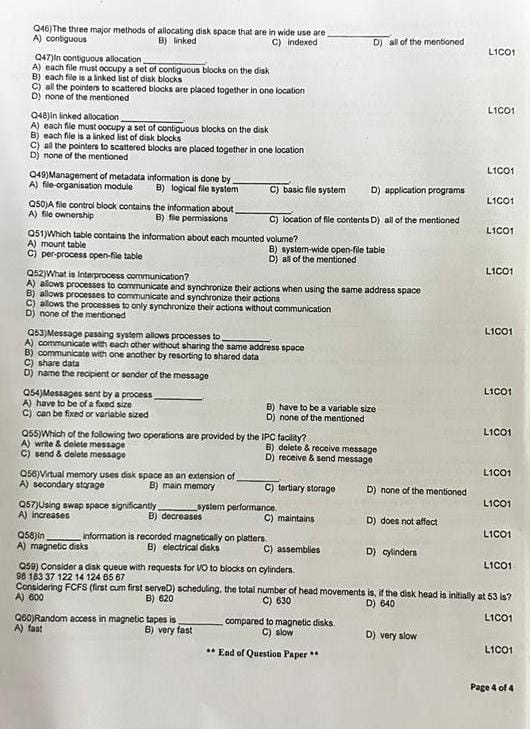 Q46)The three major methods of allocating disk space that are in wide use are ____________
A) contiguous B) linked C) indexed D) all of the mentioned
L1CO1
Q47)In contiguous allocation ____________
A) each file must occupy a set of contiguous blocks on the disk
B) each file is a linked list of disk blocks
C) all the pointers to scattered blocks are placed together in one location
D) none of the mentioned
L1CO1
Q48)In linked allocation ____________
A) each file must occupy a set of contiguous blocks on the disk
B) each file is a linked list of disk blocks
C) all the pointers to scattered blocks are placed together in one location
D) none of the mentioned
L1CO1
Q49)Management of metadata information is done by ____________
A) file-organisation module B) logical file system C) basic file system D) application programs
L1CO1
Q50)A file control block contains the information about ____________.
A) file ownership B) file permissions C) location of file contents D) all of the mentioned
L1CO1
Q51)Which table contains the information about each mounted volume?
A) mount table B) system-wide open-file table
C) per-process open-file table D) all of the mentioned
L1CO1
Q52)What is Interprocess communication?
A) allows processes to communicate and synchronize their actions when using the same address space
B) allows processes to communicate and synchronize their actions
C) allows the processes to only synchronize their actions without communication
D) none of the mentioned
L1CO1
Q53)Message passing system allows processes to ____________
A) communicate with each other without sharing the same address space
B) communicate with one another by resorting to shared data
C) share data
D) name the recipient or sender of the message
L1CO1
Q54)Messages sent by a process ____________.
A) have to be of a fixed size B) have to be a variable size
C) can be fixed or variable sized D) none of the mentioned
L1CO1
Q55)Which of the following two operations are provided by the IPC facility?
A) write & delete message B) delete & receive message
C) send & delete message D) receive & send message
L1CO1
Q56)Virtual memory uses disk space as an extension of ____________
A) secondary storage B) main memory C) tertiary storage D) none of the mentioned
L1CO1
Q57)Using swap space significantly ________system performance.
A) increases B) decreases C) maintains D) does not affect
L1CO1
Q58)In _______ information is recorded magnetically on platters.
A) magnetic disks B) electrical disks C) assemblies D) cylinders
L1CO1
Q59) Consider a disk queue with requests for I/O to blocks on cylinders.
98 183 37 122 14 124 65 67
Considering FCFS (first cum first serveD) scheduling, the total number of head movements is, if the disk head is initially at 53 is?
A) 600 B) 620 C) 630 D) 640
L1CO1
Q60)Random access in magnetic tapes is _________ compared to magnetic disks.
A) fast B) very fast C) slow D) very slow
L1CO1
** End of Question Paper **
L1CO1
Page 4 of 4